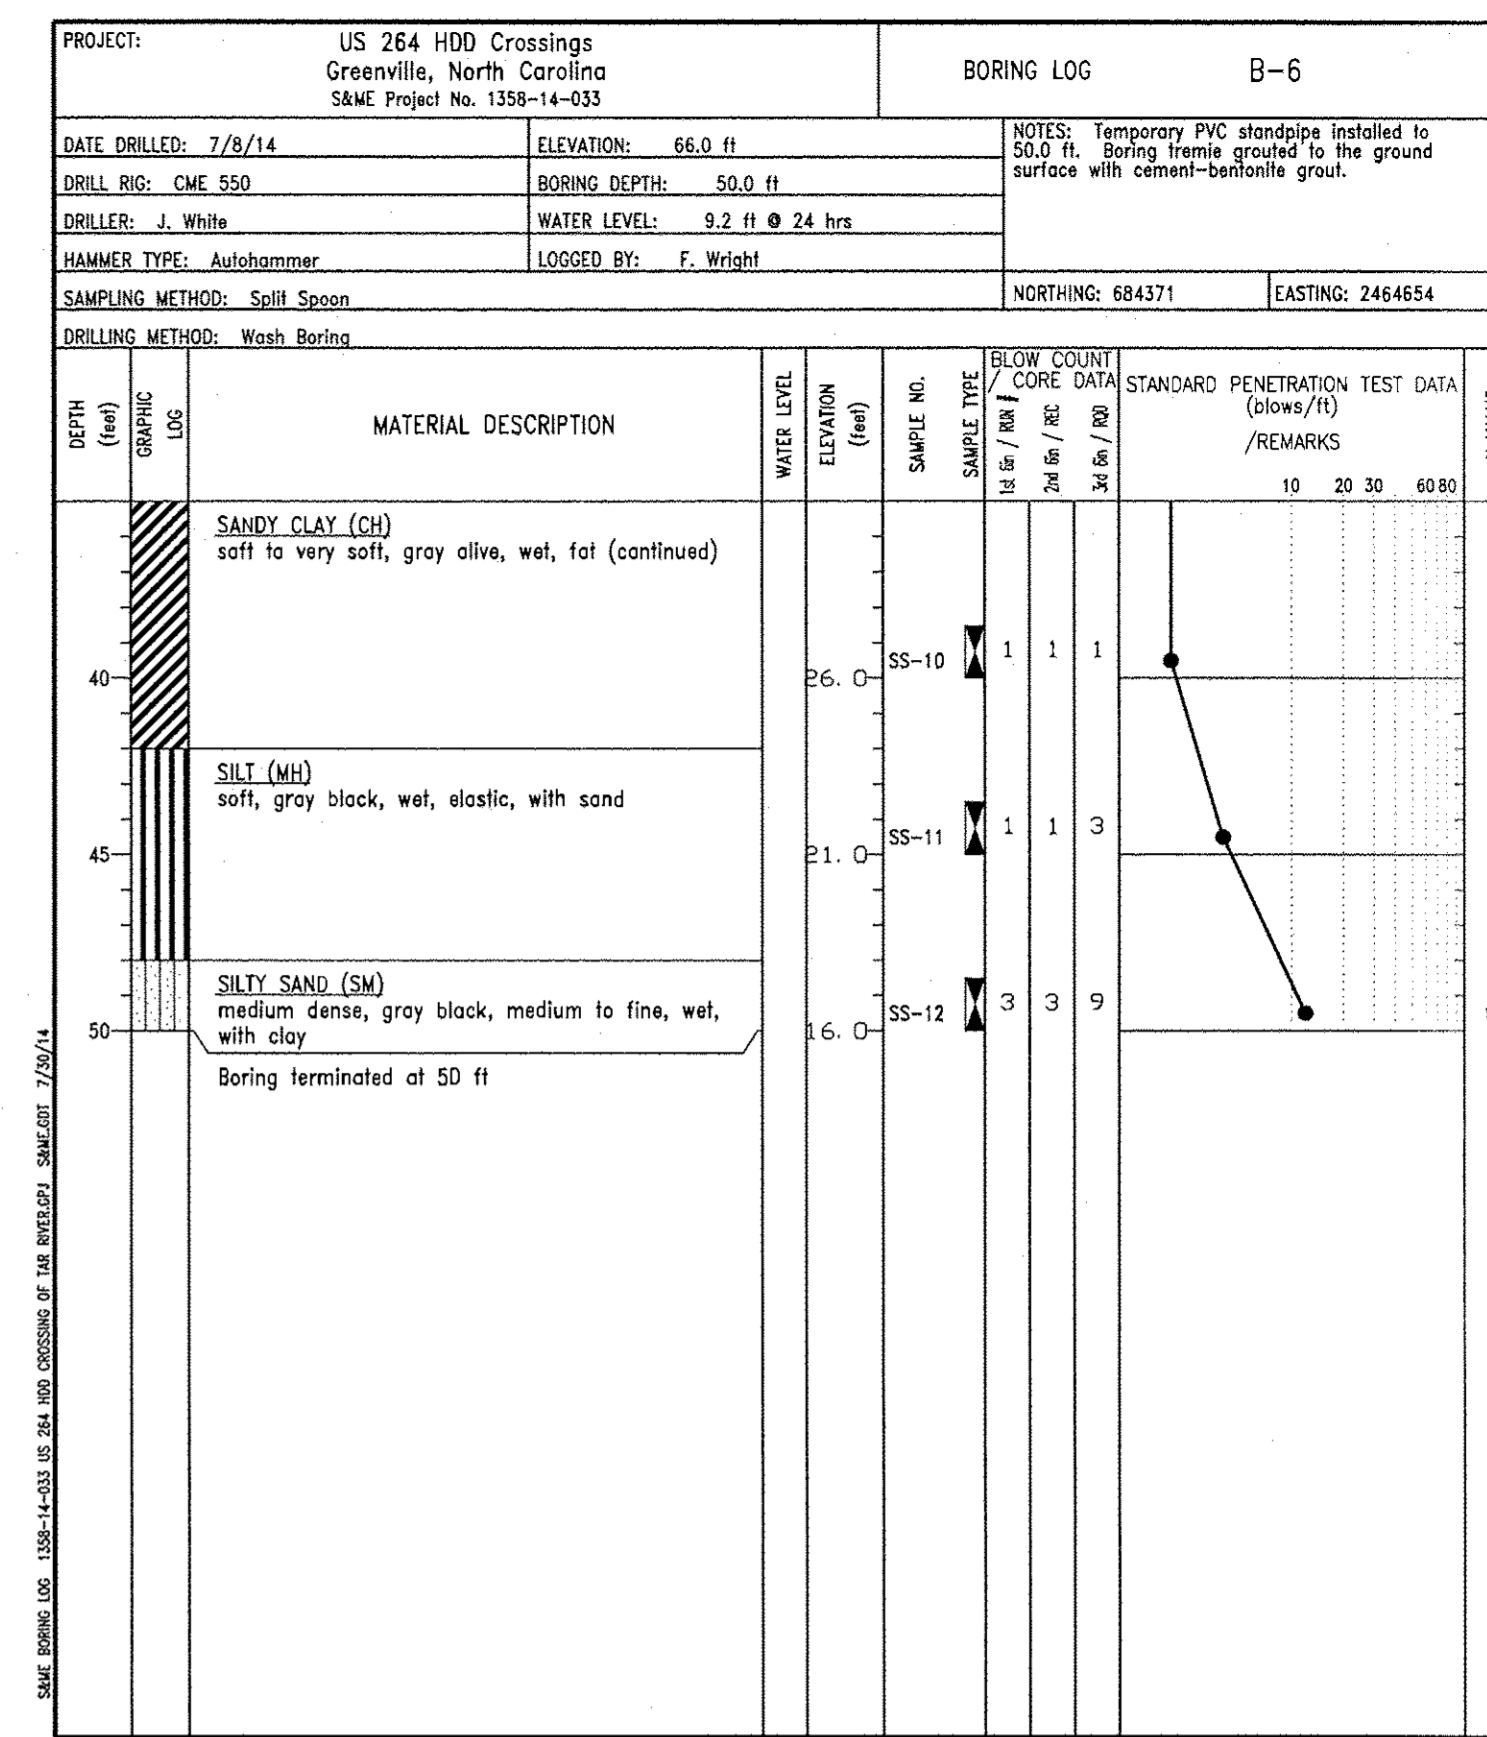 PROJECT:
US 264 HDD Crossings
Greenville, North Carolina
S&ME Project No. 1358-14-033
BORING LOG B-6
DATE DRILLED: 7/8/14
ELEVATION: 66.0 ft
NOTES: Temporary PVC standpipe installed to
50.0 ft. Boring tremie grouted to the ground
surface with cement-bentonite grout.
DRILL RIG: CME 550
BORING DEPTH: 50.0 ft
DRILLER: J. White
WATER LEVEL: 9.2 ft @ 24 hrs
HAMMER TYPE: Autohammer
LOGGED BY: F. Wright
SAMPLING METHOD: Split Spoon
NORTHING: 684371
EASTING: 2464654
DRILLING METHOD: Wash Boring
DEPTH
(feet)
GRAPHIC
LOG
MATERIAL DESCRIPTION
WATER LEVEL
ELEVATION
(feet)
SAMPLE NO.
SAMPLE TYPE
BLOW COUNT
/ CORE DATA
1st 6in / RUN #
2nd 6in / REC
3rd 6in / RQD
STANDARD PENETRATION TEST DATA
(blows/ft)
/REMARKS
10 20 30 60 80
SANDY CLAY (CH)
soft to very soft, gray olive, wet, fat (continued)
40 26.0 SS-10 1 1 1
SILT (MH)
soft, gray black, wet, elastic, with sand
45 21.0 SS-11 1 1 3
SILTY SAND (SM)
medium dense, gray black, medium to fine, wet,
with clay
50 16.0 SS-12 3 3 9
Boring terminated at 50 ft
S&ME BORING LOG 1358-14-033 US 264 HDD CROSSING OF TAR RIVER.GPJ S&ME.GDT 7/30/14